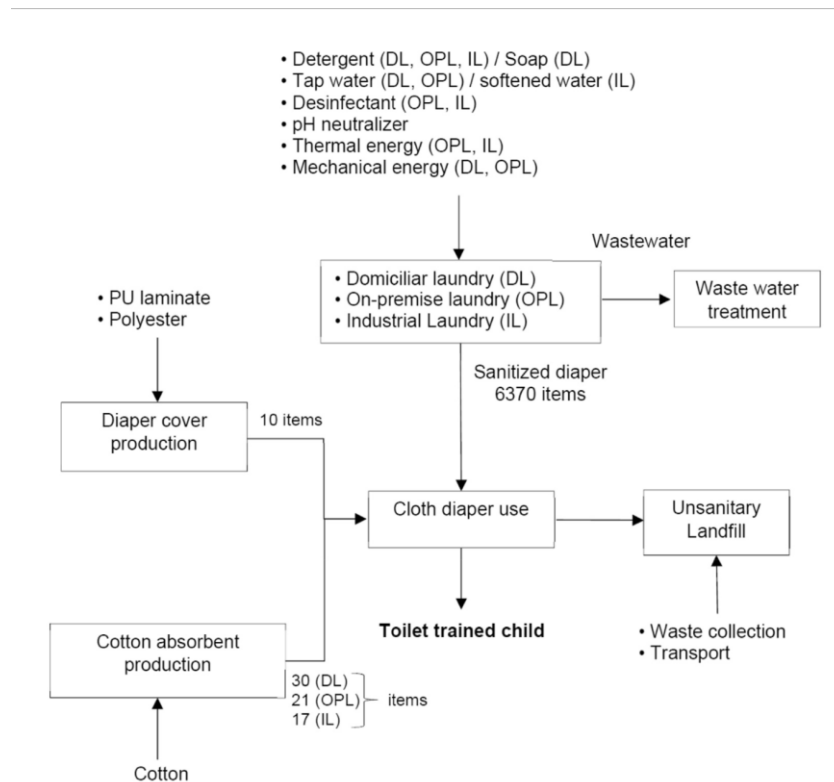 • Detergent (DL, OPL, IL) / Soap (DL)
• Tap water (DL, OPL) / softened water (IL)
• Desinfectant (OPL, IL)
• pH neutralizer
• Thermal energy (OPL, IL)
• Mechanical energy (DL, OPL)
Wastewater
• Domiciliar laundry (DL)
• On-premise laundry (OPL)
• Industrial Laundry (IL)
Waste water
treatment
• PU laminate
• Polyester
Sanitized diaper
6370 items
Diaper cover
production
10 items
Cloth diaper use
Unsanitary
Landfill
Toilet trained child
• Waste collection
• Transport
Cotton absorbent
production
30 (DL)
21 (OPL)
17 (IL)
items
Cotton